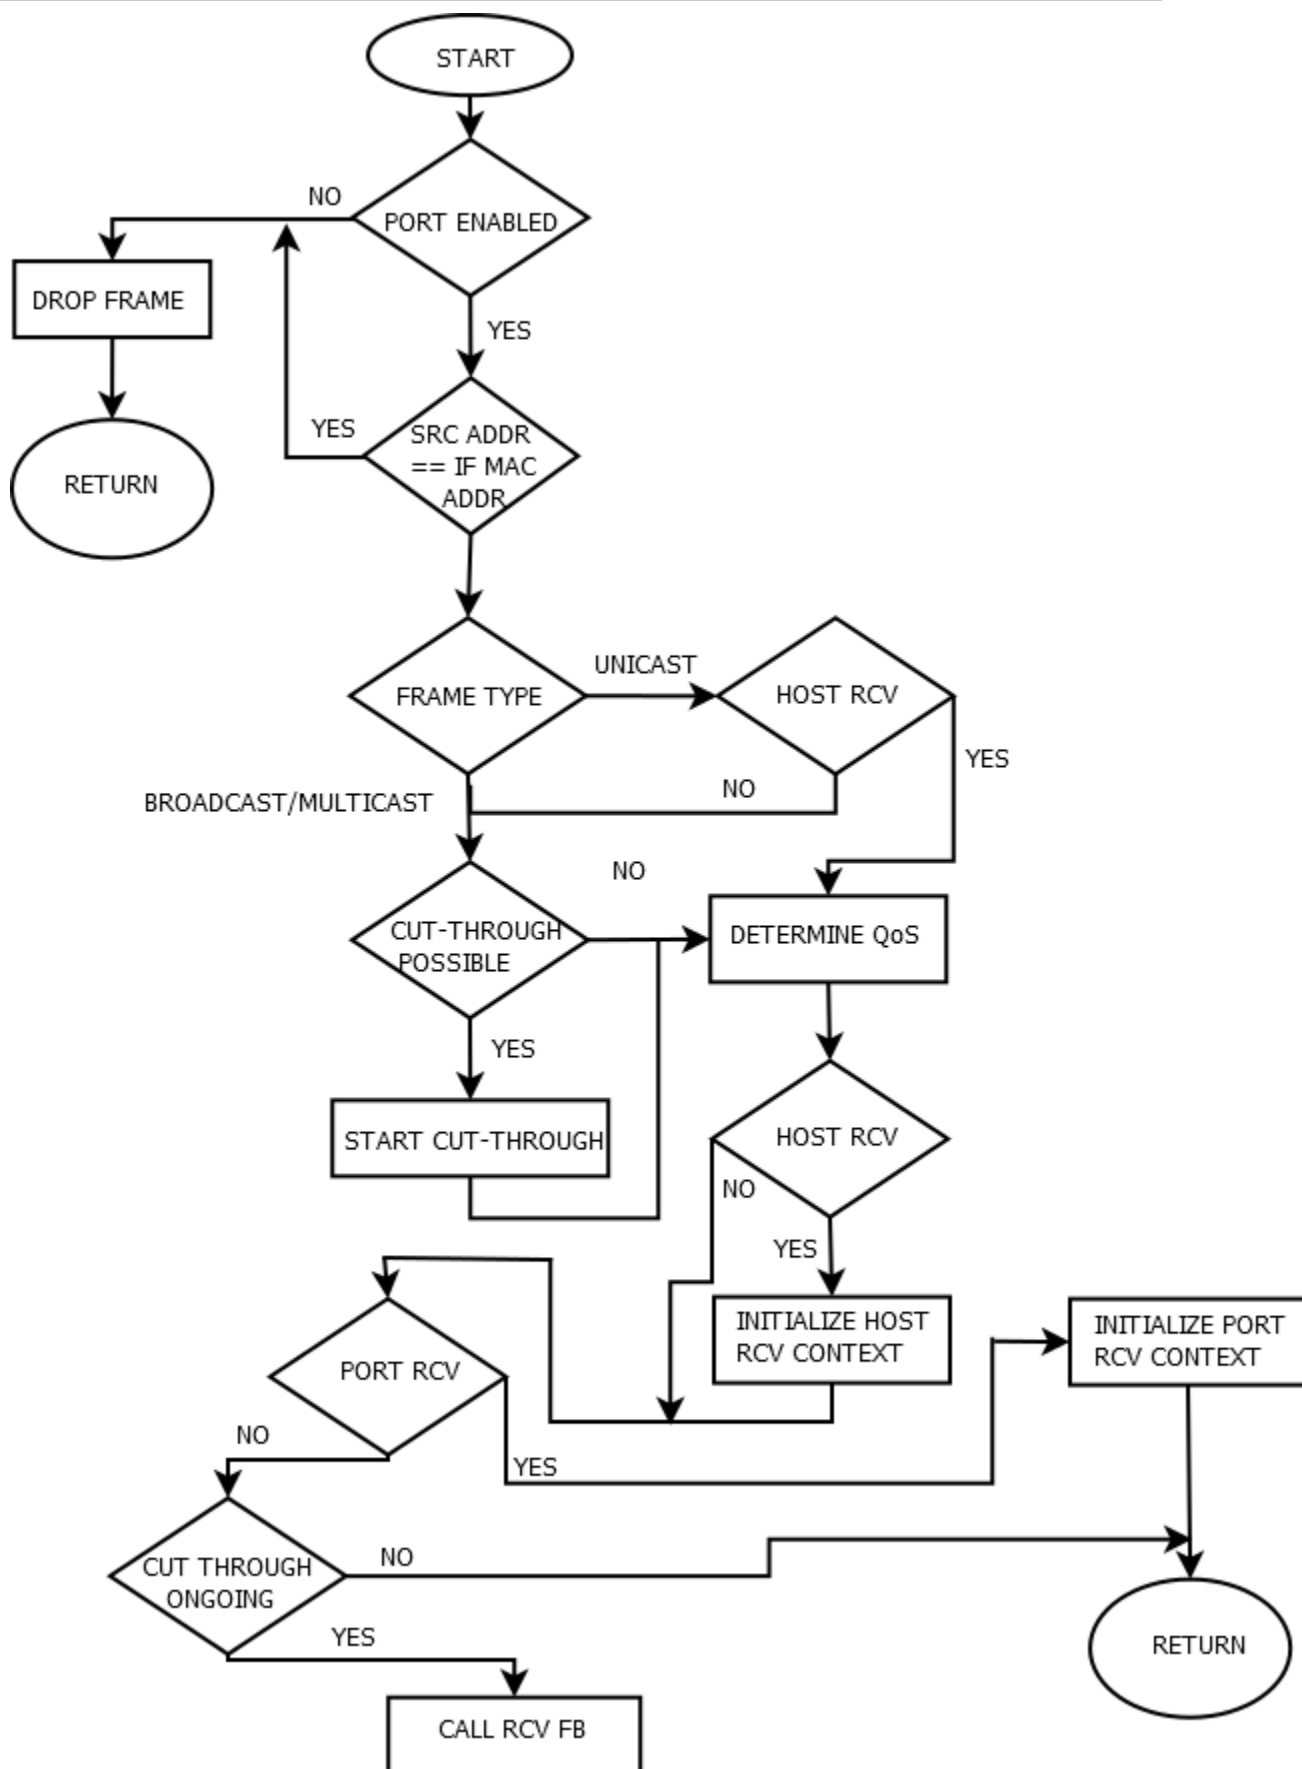 START
NO
PORT ENABLED
DROP FRAME
YES
YES
SRC ADDR
== IF MAC
ADDR
RETURN
UNICAST
FRAME TYPE
HOST RCV
YES
NO
BROADCAST/MULTICAST
NO
CUT-THROUGH
POSSIBLE
DETERMINE QoS
YES
START CUT-THROUGH
HOST RCV
NO
YES
INITIALIZE HOST
RCV CONTEXT
INITIALIZE PORT
RCV CONTEXT
PORT RCV
NO
YES
CUT THROUGH
ONGOING
NO
YES
RETURN
CALL RCV FB